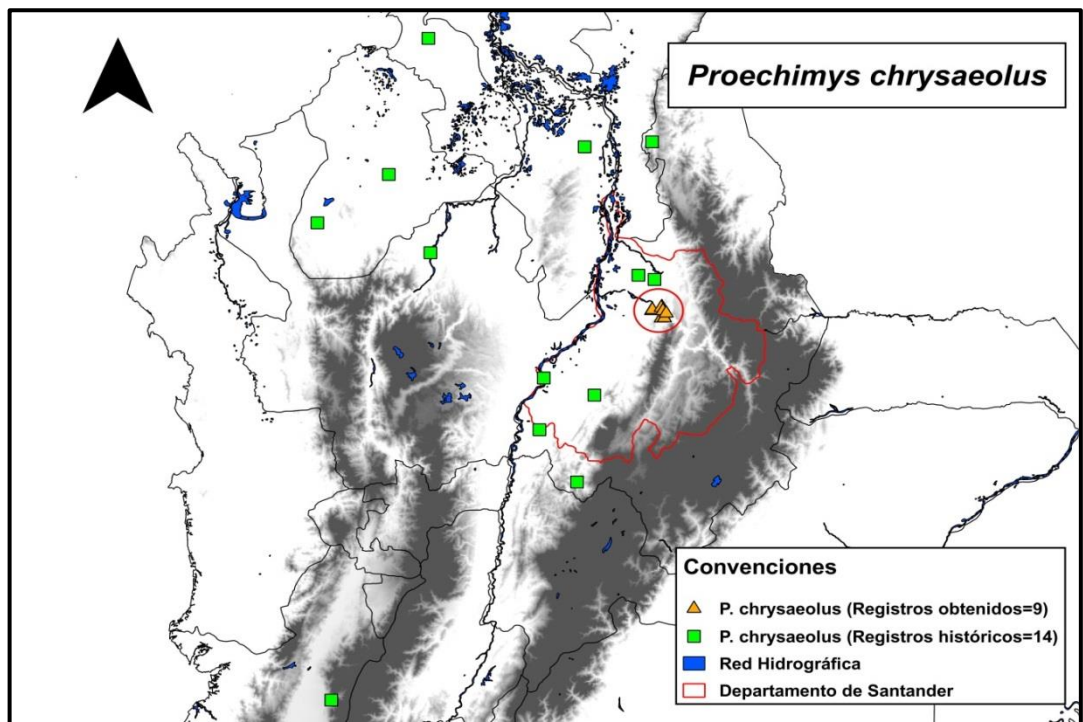 Proechimys chrysaeolus
Convenciones
P. chrysaeolus (Registros obtenidos=9)
P. chrysaeolus (Registros históricos=14)
Red Hidrográfica
Departamento de Santander